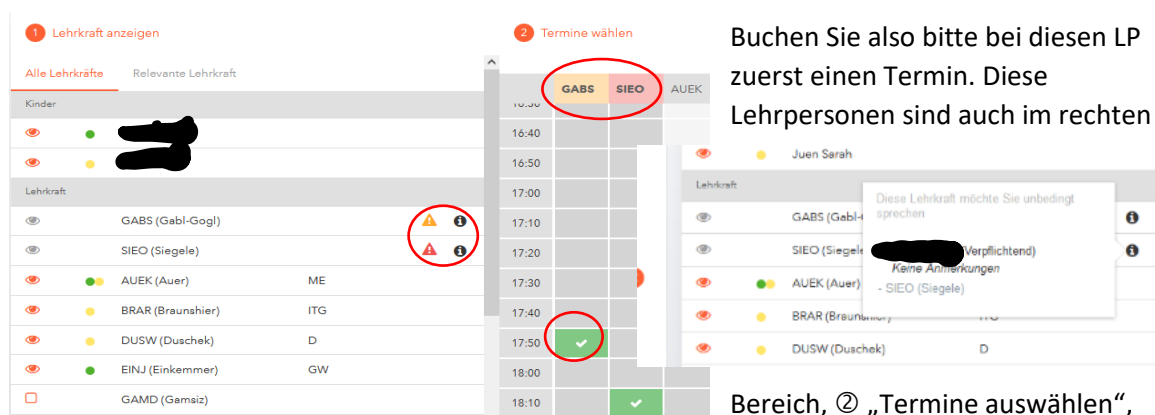 1 Lehrkraft anzeigen
Alle Lehrkräfte Relevante Lehrkraft
Kinder
Lehrkraft
GABS (Gabl-Gogl)
SIEO (Siegele)
AUEK (Auer) ME
BRAR (Braunshier) ITG
DUSW (Duschek) D
EINJ (Einkemmer) GW
GAMD (Gamsiz)
2 Termine wählen
GABS SIEO AUEK
16:40
16:50
17:00
17:10
17:20
17:30
17:40
17:50
18:00
18:10
Buchen Sie also bitte bei diesen LP
zuerst einen Termin. Diese
Lehrpersonen sind auch im rechten
Juen Sarah
Lehrkraft
GABS (Gabl-
SIEO (Siegele
AUEK (Auer)
BRAR (Braunshier)
DUSW (Duschek) D
Diese Lehrkraft möchte Sie unbedingt
sprechen
(Verpflichtend)
Keine Anmerkungen
- SIEO (Siegele)
Bereich, ② „Termine auswählen",